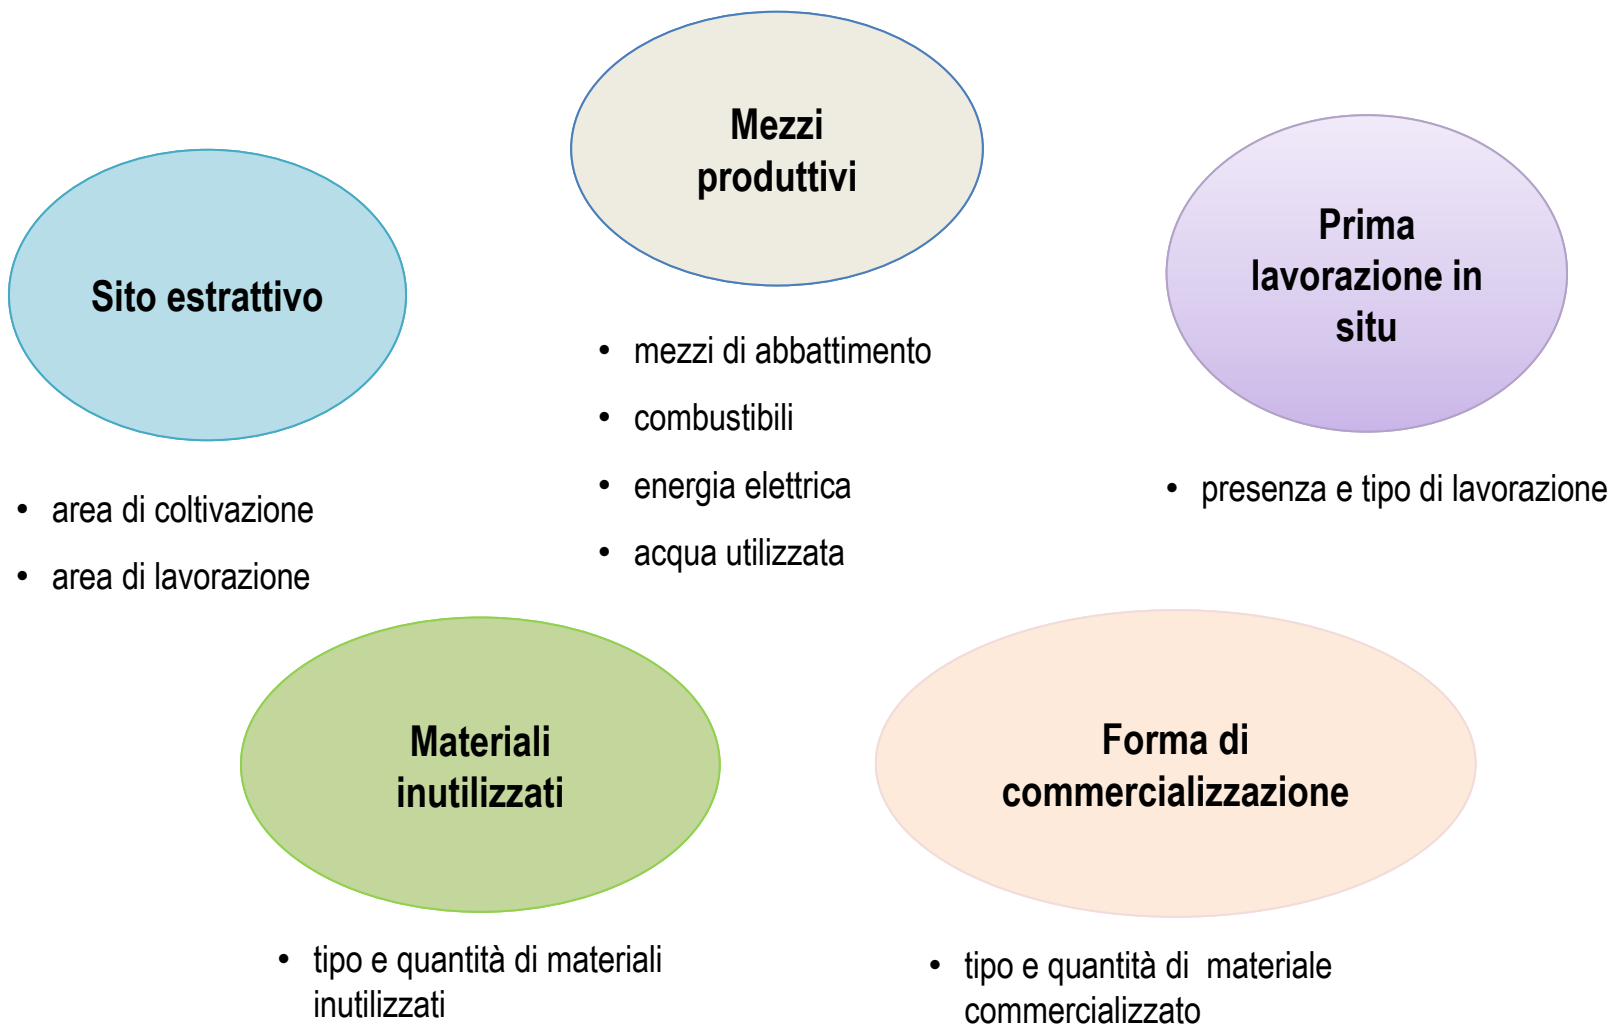 Mezzi
produttivi
• mezzi di abbattimento
• combustibili
• energia elettrica
• acqua utilizzata
Sito estrattivo
• area di coltivazione
• area di lavorazione
Prima
lavorazione in
situ
• presenza e tipo di lavorazione
Materiali
inutilizzati
• tipo e quantità di materiali
inutilizzati
Forma di
commercializzazione
• tipo e quantità di  materiale
commercializzato